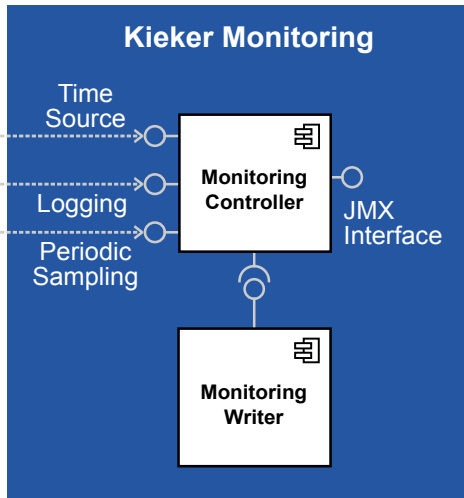 Kieker Monitoring
Time
Source
Logging
Periodic
Sampling
Monitoring
Controller
JMX
Interface
Monitoring
Writer